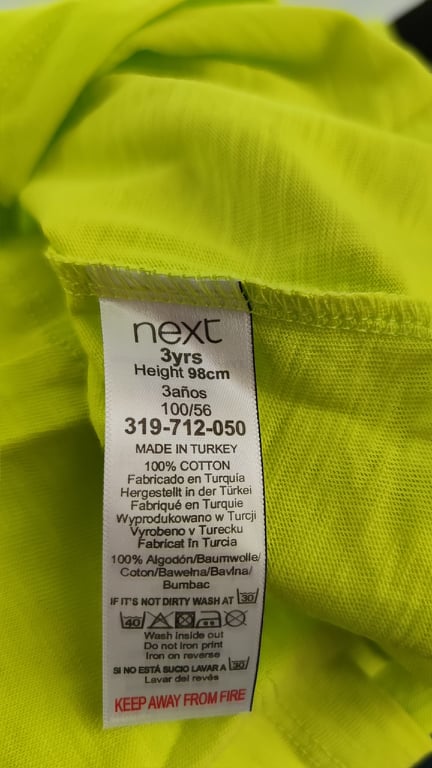 next
3yrs
Height 98cm
3años
100/56
319-712-050
MADE IN TURKEY
100% COTTON
Fabricado en Turquía
Hergestellt in der Türkei
Fabriqué en Turquie
Wyprodukowano w Turcji
Vyrobeno v Turecku
Fabricat în Turcia
100% Algodón/Baumwolle/
Coton/Bawełna/Bavlna/
Bumbac
IF IT'S NOT DIRTY WASH AT 30
40
Wash inside out
Do not iron print
Iron on reverse
SI NO ESTÁ SUCIO LAVAR A 30
Lavar del revés
KEEP AWAY FROM FIRE